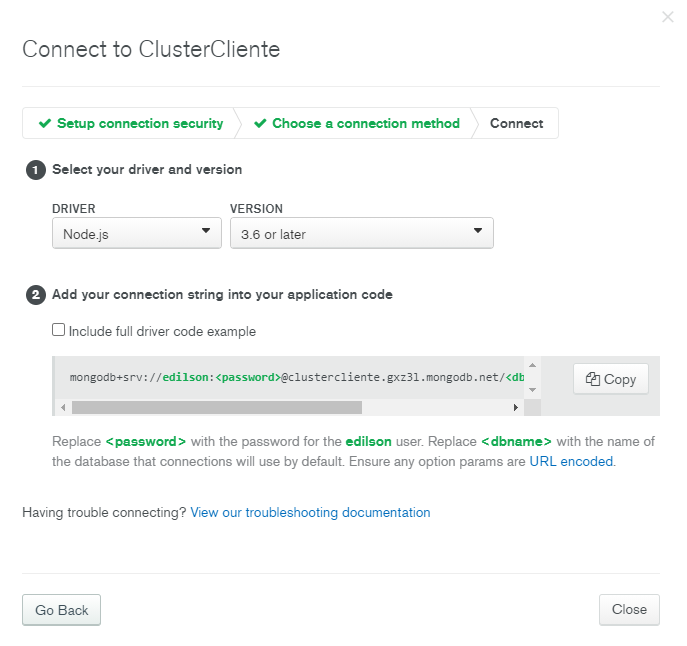 Connect to ClusterCliente
Setup connection security
Choose a connection method
Connect
1 Select your driver and version
DRIVER
VERSION
Node.js
3.6 or later
2 Add your connection string into your application code
Include full driver code example
mongodb+srv://edilson:<password>@clustercliente.gxz3l.mongodb.net/<db
Copy
Replace <password> with the password for the edilson user. Replace <dbname> with the name of
the database that connections will use by default. Ensure any option params are URL encoded.
Having trouble connecting? View our troubleshooting documentation
Go Back
Close